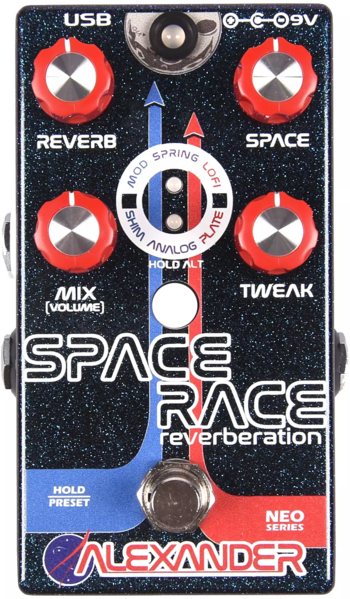 USB
9V
REVERB
SPACE
MOD SPRING LOFI
SHIM ANALOG PLATE
HOLD ALT
MIX
[VOLUME]
TWEAK
SPACE
RACE
reverberation
HOLD
PRESET
NEO
SERIES
ALEXANDER